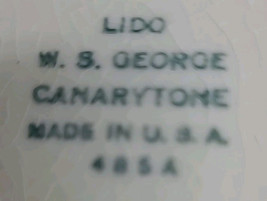 LIDO
W. S. GEORGE
CANARYTONE
MADE IN U. S. A.
485A